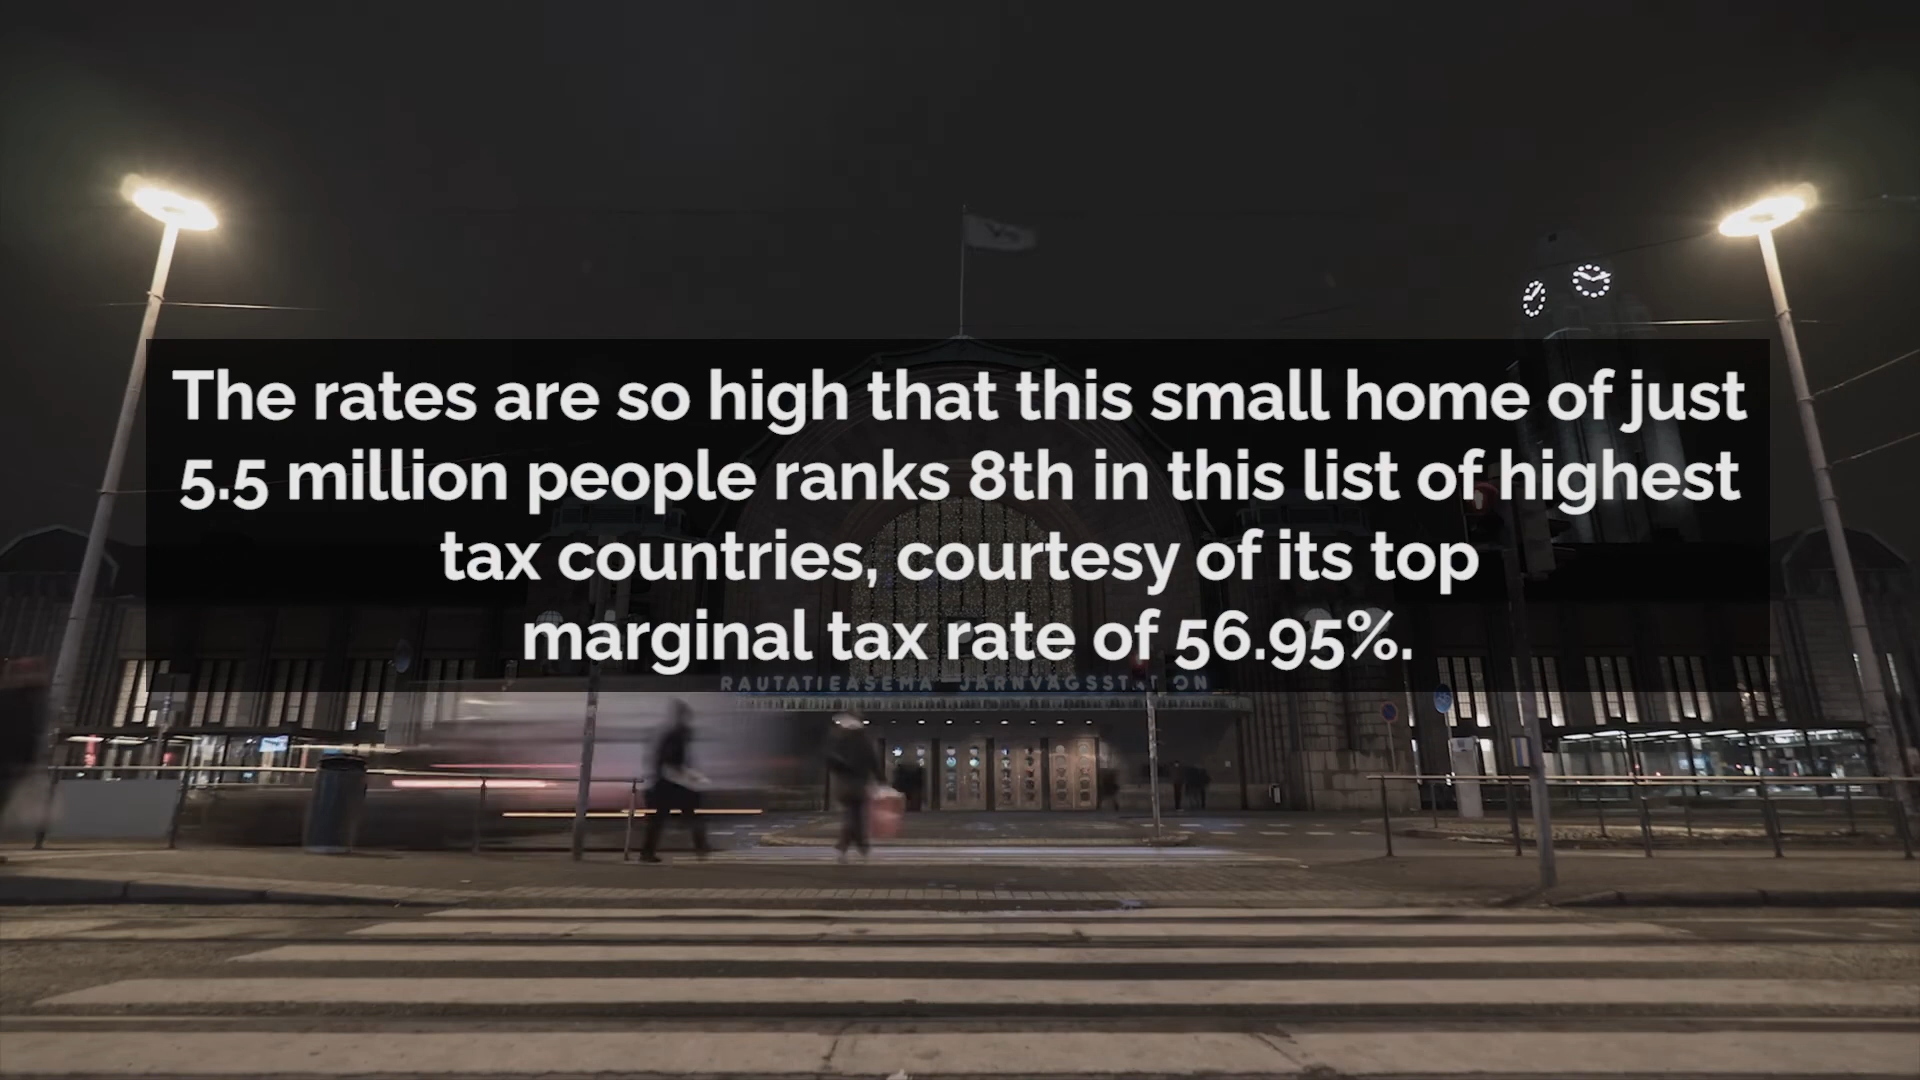 The rates are so high that this small home of just
5.5 million people ranks 8th in this list of highest
tax countries, courtesy of its top
marginal tax rate of 56.95%.
RAUTATIEASEMA JÄRNVÄGSSTATION